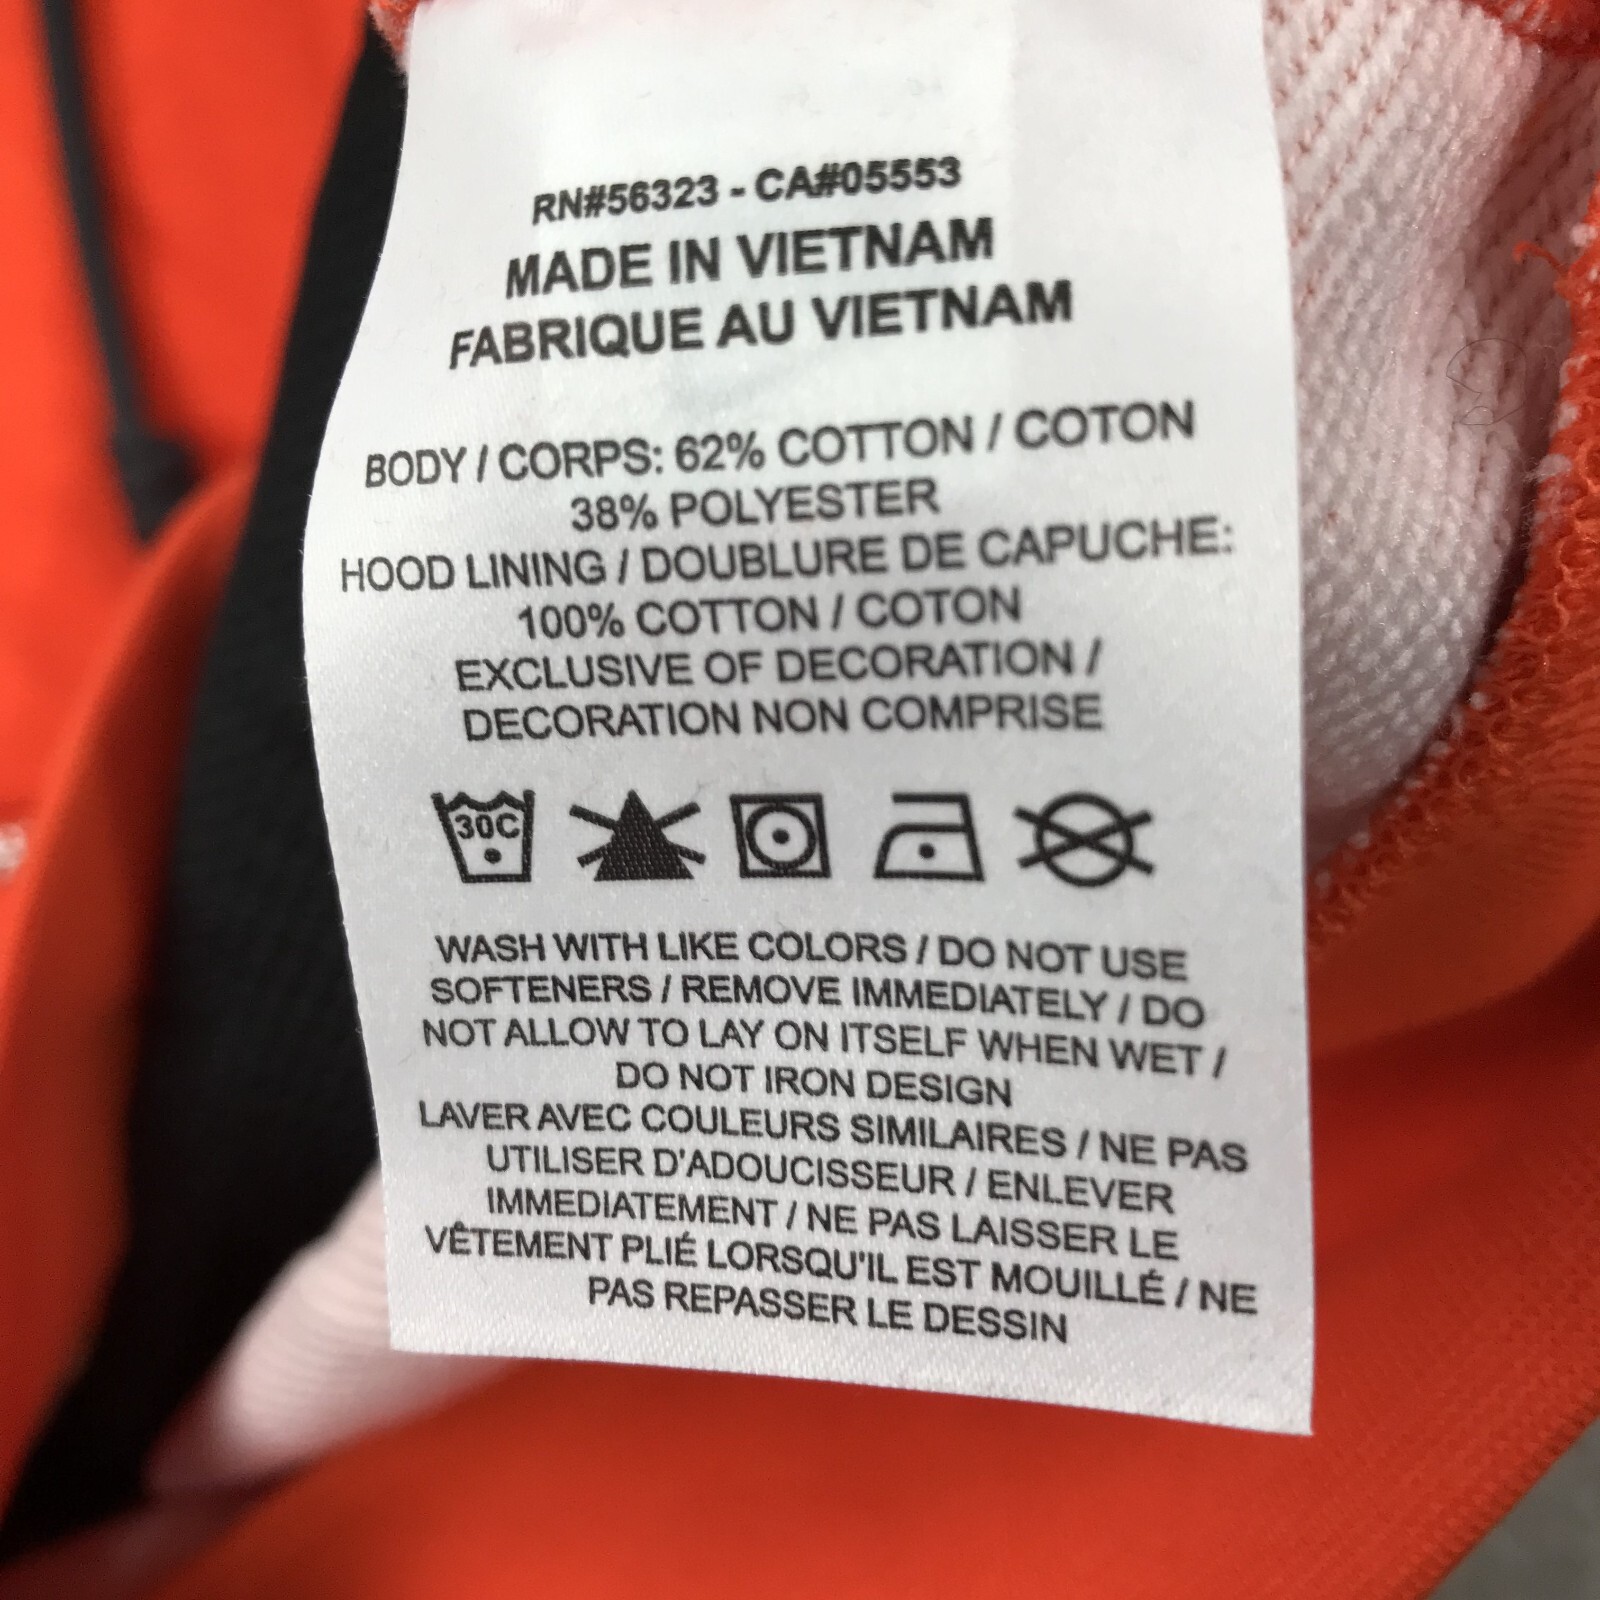 RN#56323 - CA#05553
MADE IN VIETNAM
FABRIQUE AU VIETNAM
BODY / CORPS: 62% COTTON / COTON
38% POLYESTER
HOOD LINING / DOUBLURE DE CAPUCHE:
100% COTTON / COTON
EXCLUSIVE OF DECORATION /
DECORATION NON COMPRISE
30C
WASH WITH LIKE COLORS / DO NOT USE
SOFTENERS / REMOVE IMMEDIATELY / DO
NOT ALLOW TO LAY ON ITSELF WHEN WET /
DO NOT IRON DESIGN
LAVER AVEC COULEURS SIMILAIRES / NE PAS
UTILISER D'ADOUCISSEUR / ENLEVER
IMMEDIATEMENT / NE PAS LAISSER LE
VÊTEMENT PLIÉ LORSQU'IL EST MOUILLÉ / NE
PAS REPASSER LE DESSIN